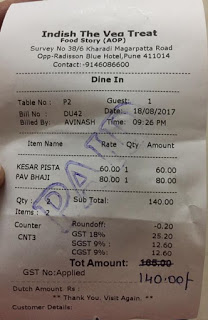 Indish The Veg Treat
Food Story (AOP)
Survey No 38/6 Kharadi Magarpatta Road
Opp-Radisson Blue Hotel,Pune 411014
Contact:-9146086600
Dine In
Table No : P2 Guest: 1
Bill No : DU42 Date: 18/08/2017
Billed By: AVINASH Time: 09:26 PM
Item Name Rate Qty Amount
KESAR PISTA 60.00 1 60.00
PAV BHAJI 80.00 1 80.00
Qty : 2 Sub Total: 140.00
Items : 2
Counter Roundoff: -0.20
CNT3 GST 18% 25.20
SGST 9% : 12.60
CGST 9% : 12.60
Tot Amount: 165.00
GST No:Applied 140.00/-
Dutch Amount Rs :
** Thank You. Visit Again. **
Customer Details:
PAID